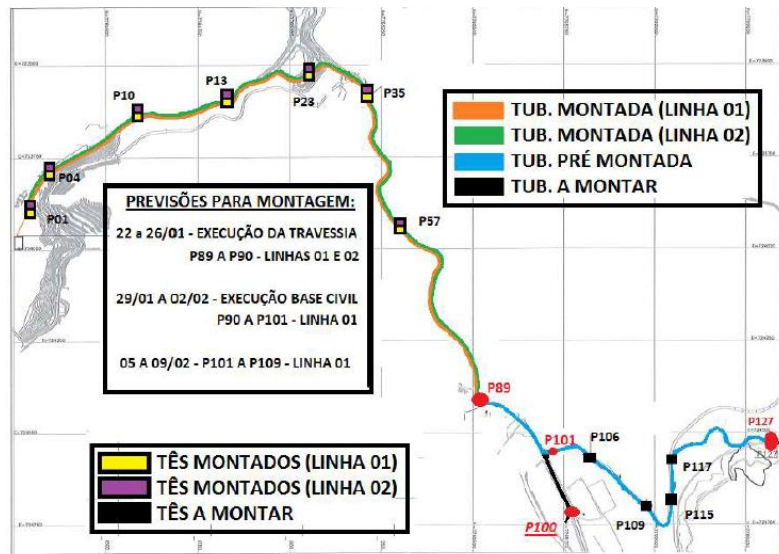 P13
P10
P23
P35
TUB. MONTADA (LINHA 01)
TUB. MONTADA (LINHA 02)
TUB. PRÉ MONTADA
TUB. A MONTAR
P04
P01
P57
PREVISÕES PARA MONTAGEM:
22 a 26/01 - EXECUÇÃO DA TRAVESSIA
P89 A P90 - LINHAS 01 E 02
29/01 A 02/02 - EXECUÇÃO BASE CIVIL
P90 A P101 - LINHA 01
05 A 09/02 - P101 A P109 - LINHA 01
P89
P127
P127
P101
P106
P117
P109
P115
P100
TÊS MONTADOS (LINHA 01)
TÊS MONTADOS (LINHA 02)
TÊS A MONTAR